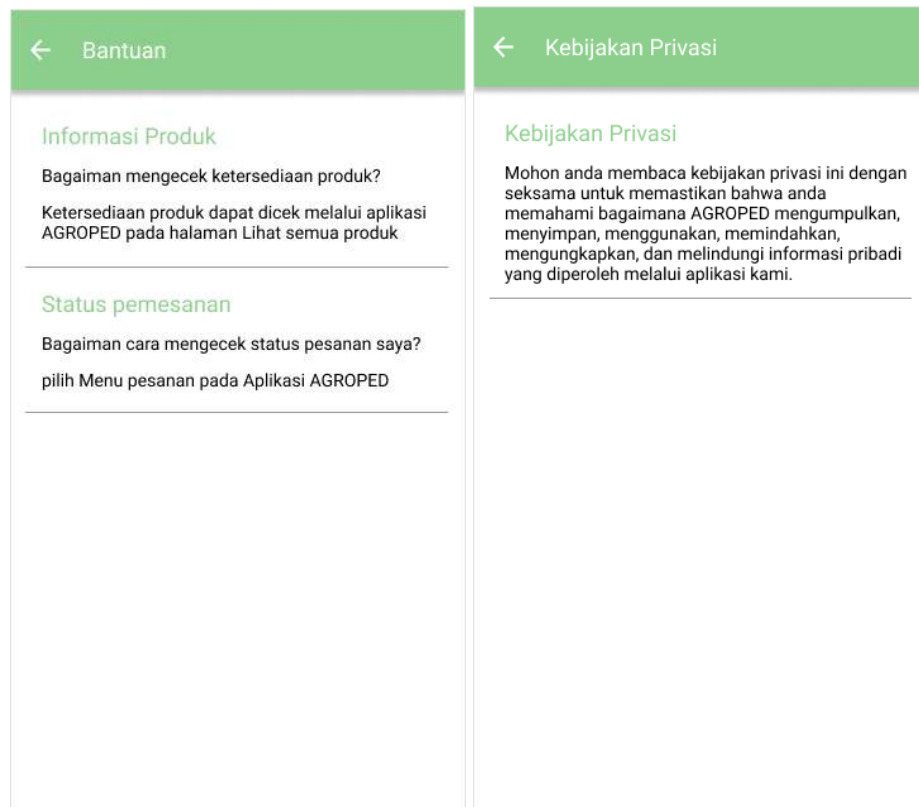 Bantuan
Informasi Produk
Bagaiman mengecek ketersediaan produk?
Ketersediaan produk dapat dicek melalui aplikasi
AGROPED pada halaman Lihat semua produk
Status pemesanan
Bagaiman cara mengecek status pesanan saya?
pilih Menu pesanan pada Aplikasi AGROPED
Kebijakan Privasi
Kebijakan Privasi
Mohon anda membaca kebijakan privasi ini dengan
seksama untuk memastikan bahwa anda
memahami bagaimana AGROPED mengumpulkan,
menyimpan, menggunakan, memindahkan,
mengungkapkan, dan melindungi informasi pribadi
yang diperoleh melalui aplikasi kami.